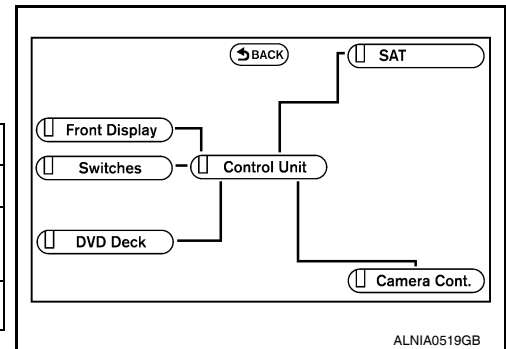 BACK
SAT
Front Display
Switches
Control Unit
DVD Deck
Camera Cont.
ALNIA0519GB